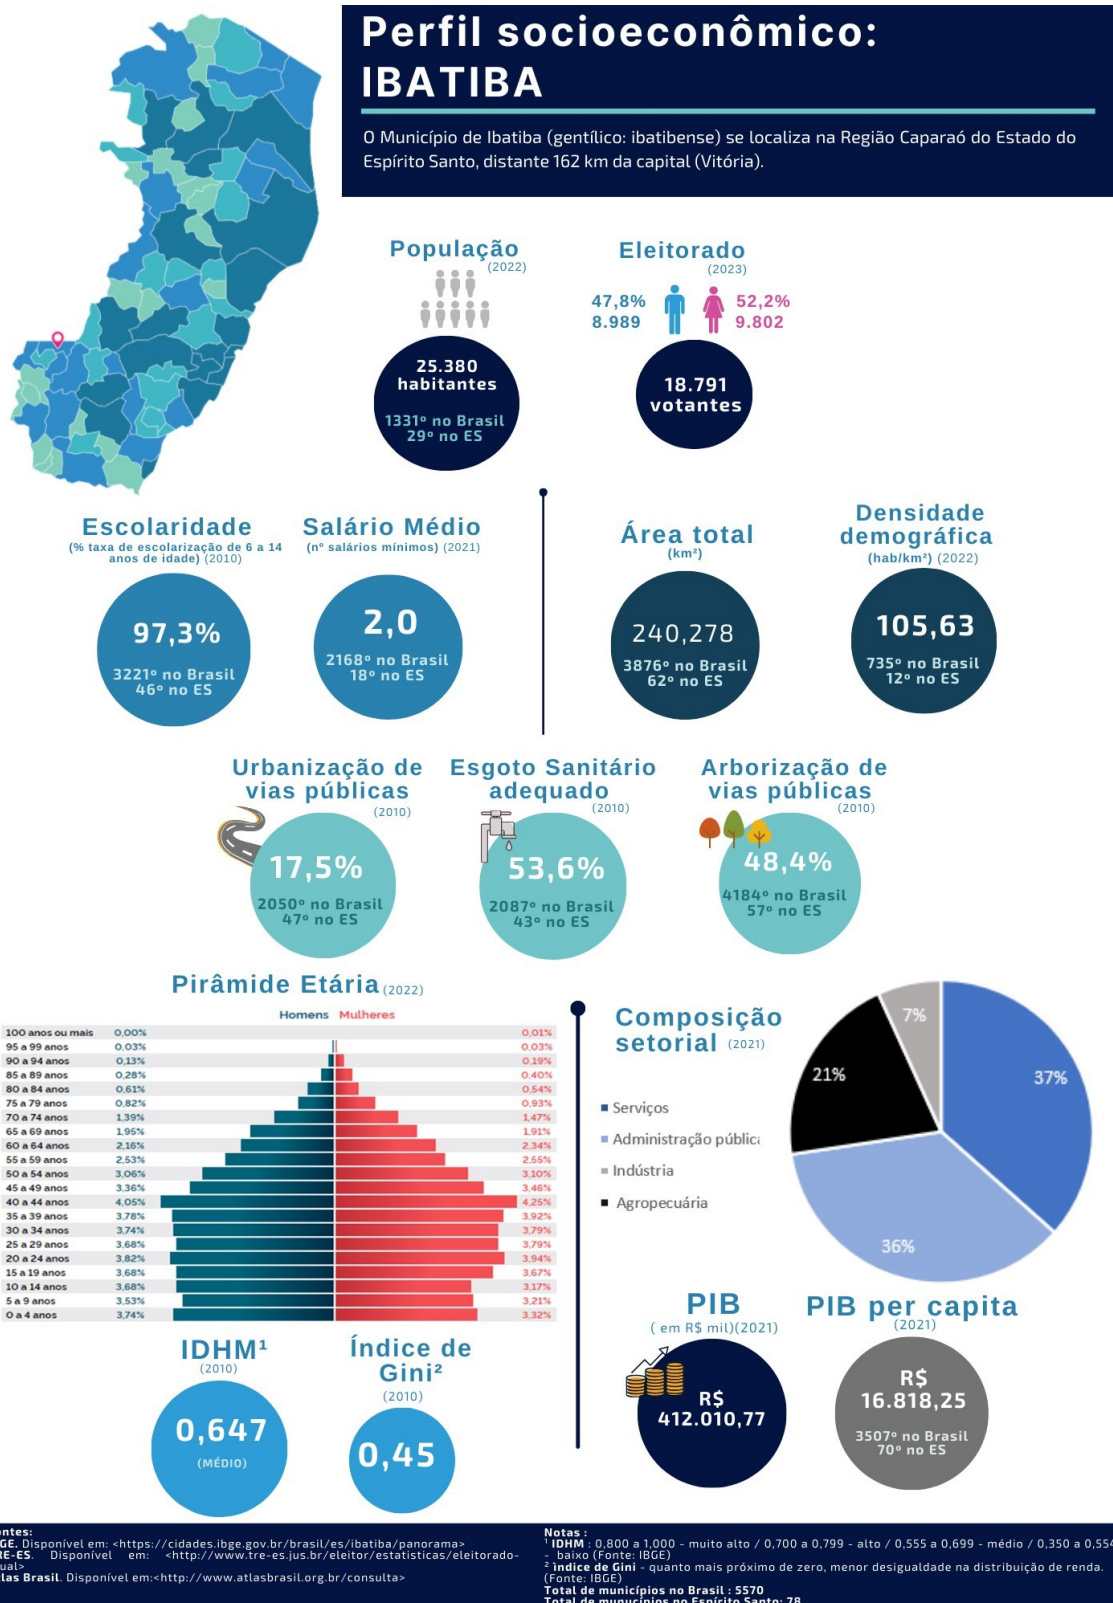 Perfil socioeconômico:
IBATIBA
O Município de Ibatiba (gentílico: ibatibense) se localiza na Região Caparaó do Estado do
Espírito Santo, distante 162 km da capital (Vitória).
População
(2022)
25.380
habitantes
1331º no Brasil
29º no ES
Eleitorado
(2023)
47,8%
8.989
52,2%
9.802
18.791
votantes
Escolaridade
(% taxa de escolarização de 6 a 14
anos de idade) (2010)
97,3%
3221º no Brasil
46º no ES
Salário Médio
(nº salários mínimos) (2021)
2,0
2168º no Brasil
18º no ES
Área total
(km²)
240,278
3876º no Brasil
62º no ES
Densidade
demográfica
(hab/km²) (2022)
105,63
735º no Brasil
12º no ES
Urbanização de
vias públicas
(2010)
17,5%
2050º no Brasil
47º no ES
Esgoto Sanitário
adequado
(2010)
53,6%
2087º no Brasil
43º no ES
Arborização de
vias públicas
(2010)
48,4%
4184º no Brasil
57º no ES
Pirâmide Etária (2022)
Homens Mulheres
100 anos ou mais 0,00% 0,01%
95 a 99 anos 0,03% 0,03%
90 a 94 anos 0,13% 0,19%
85 a 89 anos 0,28% 0,40%
80 a 84 anos 0,61% 0,54%
75 a 79 anos 0,82% 0,93%
70 a 74 anos 1,39% 1,47%
65 a 69 anos 1,95% 1,91%
60 a 64 anos 2,16% 2,34%
55 a 59 anos 2,53% 2,55%
50 a 54 anos 3,06% 3,10%
45 a 49 anos 3,36% 3,46%
40 a 44 anos 4,05% 4,25%
35 a 39 anos 3,78% 3,92%
30 a 34 anos 3,74% 3,79%
25 a 29 anos 3,68% 3,79%
20 a 24 anos 3,82% 3,94%
15 a 19 anos 3,68% 3,67%
10 a 14 anos 3,68% 3,17%
5 a 9 anos 3,53% 3,21%
0 a 4 anos 3,74% 3,32%
Composição
setorial (2021)
Serviços
Administração públic
Indústria
Agropecuária
7%
21%
37%
36%
IDHM¹
(2010)
0,647
(MÉDIO)
Índice de
Gini²
(2010)
0,45
PIB
( em R$ mil)(2021)
R$
412.010,77
PIB per capita
(2021)
R$
16.818,25
3507º no Brasil
70º no ES
ntes:
GE. Disponível em: <https://cidades.ibge.gov.br/brasil/es/ibatiba/panorama>
RE-ES. Disponível em: <http://www.tre-es.jus.br/eleitor/estatisticas/eleitorado-
ual>
las Brasil. Disponível em:<http://www.atlasbrasil.org.br/consulta>
Notas :
¹ IDHM : 0,800 a 1,000 - muito alto / 0,700 a 0,799 - alto / 0,555 a 0,699 - médio / 0,350 a 0,554
- baixo (Fonte: IBGE)
² Índice de Gini - quanto mais próximo de zero, menor desigualdade na distribuição de renda.
(Fonte: IBGE)
Total de municípios no Brasil : 5570
Total de munucípios no Espírito Santo: 78